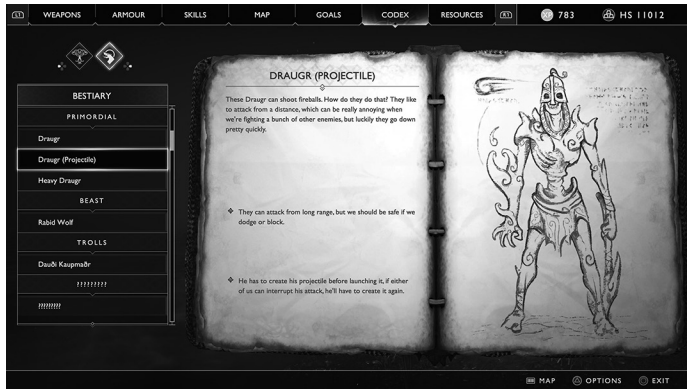 L1 WEAPONS ARMOUR SKILLS MAP GOALS CODEX RESOURCES R1 XP 783 HS 11012
BESTIARY
PRIMORDIAL
Draugr
Draugr (Projectile)
Heavy Draugr
BEAST
Rabid Wolf
TROLLS
Dauði Kaupmaðr
?????????
?????????
DRAUGR (PROJECTILE)
These Draugr can shoot fireballs. How do they do that? They like
to attack from a distance, which can be really annoying when
we're fighting a bunch of other enemies, but luckily they go down
pretty quickly.
They can attack from long range, but we should be safe if we
dodge or block.
He has to create his projectile before launching it, if either
of us can interrupt his attack, he'll have to create it again.
MAP OPTIONS EXIT